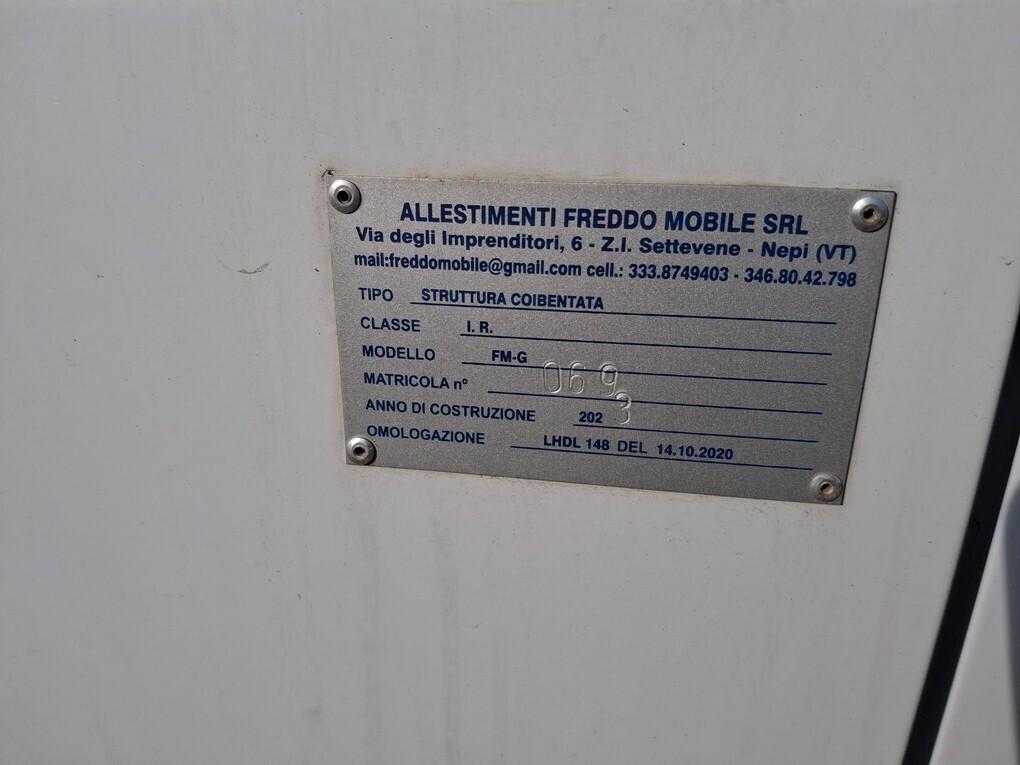 ALLESTIMENTI FREDDO MOBILE SRL
Via degli Imprenditori, 6 - Z.I. Settevene - Nepi (VT)
mail:freddomobile@gmail.com cell.: 333.8749403 - 346.80.42.798
TIPO STRUTTURA COIBENTATA
CLASSE I. R.
MODELLO FM-G
MATRICOLA nº 069
ANNO DI COSTRUZIONE 2023
OMOLOGAZIONE LHDL 148 DEL 14.10.2020